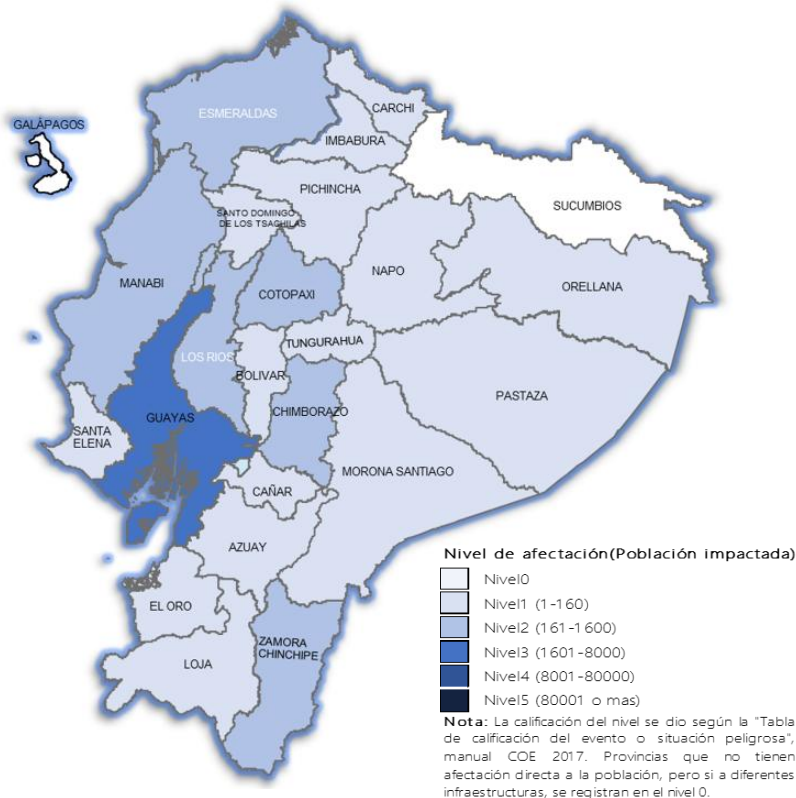 ESMERALDAS
CARCHI
GALÁPAGOS
IMBABURA
PICHINCHA
SUCUMBIOS
SANTO DOMINGO
DE LOS TSACHILAS
NAPO
MANABI
ORELLANA
COTOPAXI
TUNGURAHUA
LOS RIOS
BOLIVAR
PASTAZA
CHIMBORAZO
GUAYAS
SANTA
ELENA
MORONA SANTIAGO
CAÑAR
AZUAY
EL ORO
ZAMORA
CHINCHIPE
LOJA
Nivel de afectación(Población impactada)
Nivel0
Nivel1 (1-160)
Nivel2 (161-1600)
Nivel3 (1601-8000)
Nivel4 (8001-80000)
Nivel5 (80001 o mas)
Nota: La calificación del nivel se dio según la "Tabla
de calificación del evento o situación peligrosa",
manual COE 2017. Provincias que no tienen
afectación directa a la población, pero si a diferentes
infraestructuras, se registran en el nivel 0.